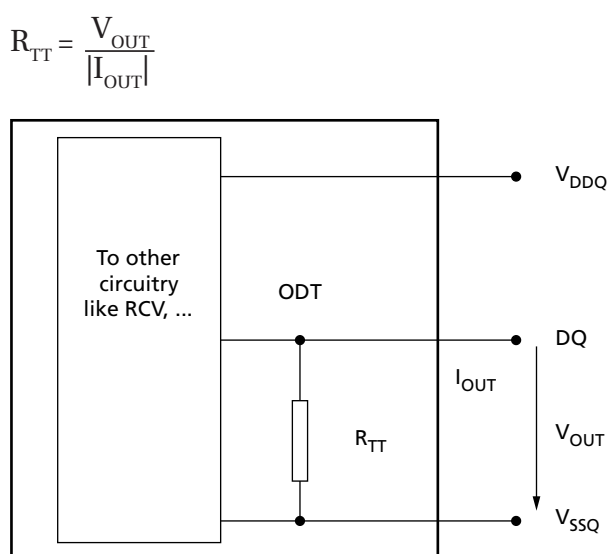 R_TT = V_OUT / |I_OUT|
V_DDQ
To other
circuitry
like RCV, ...
ODT
DQ
I_OUT
R_TT
V_OUT
V_SSQ